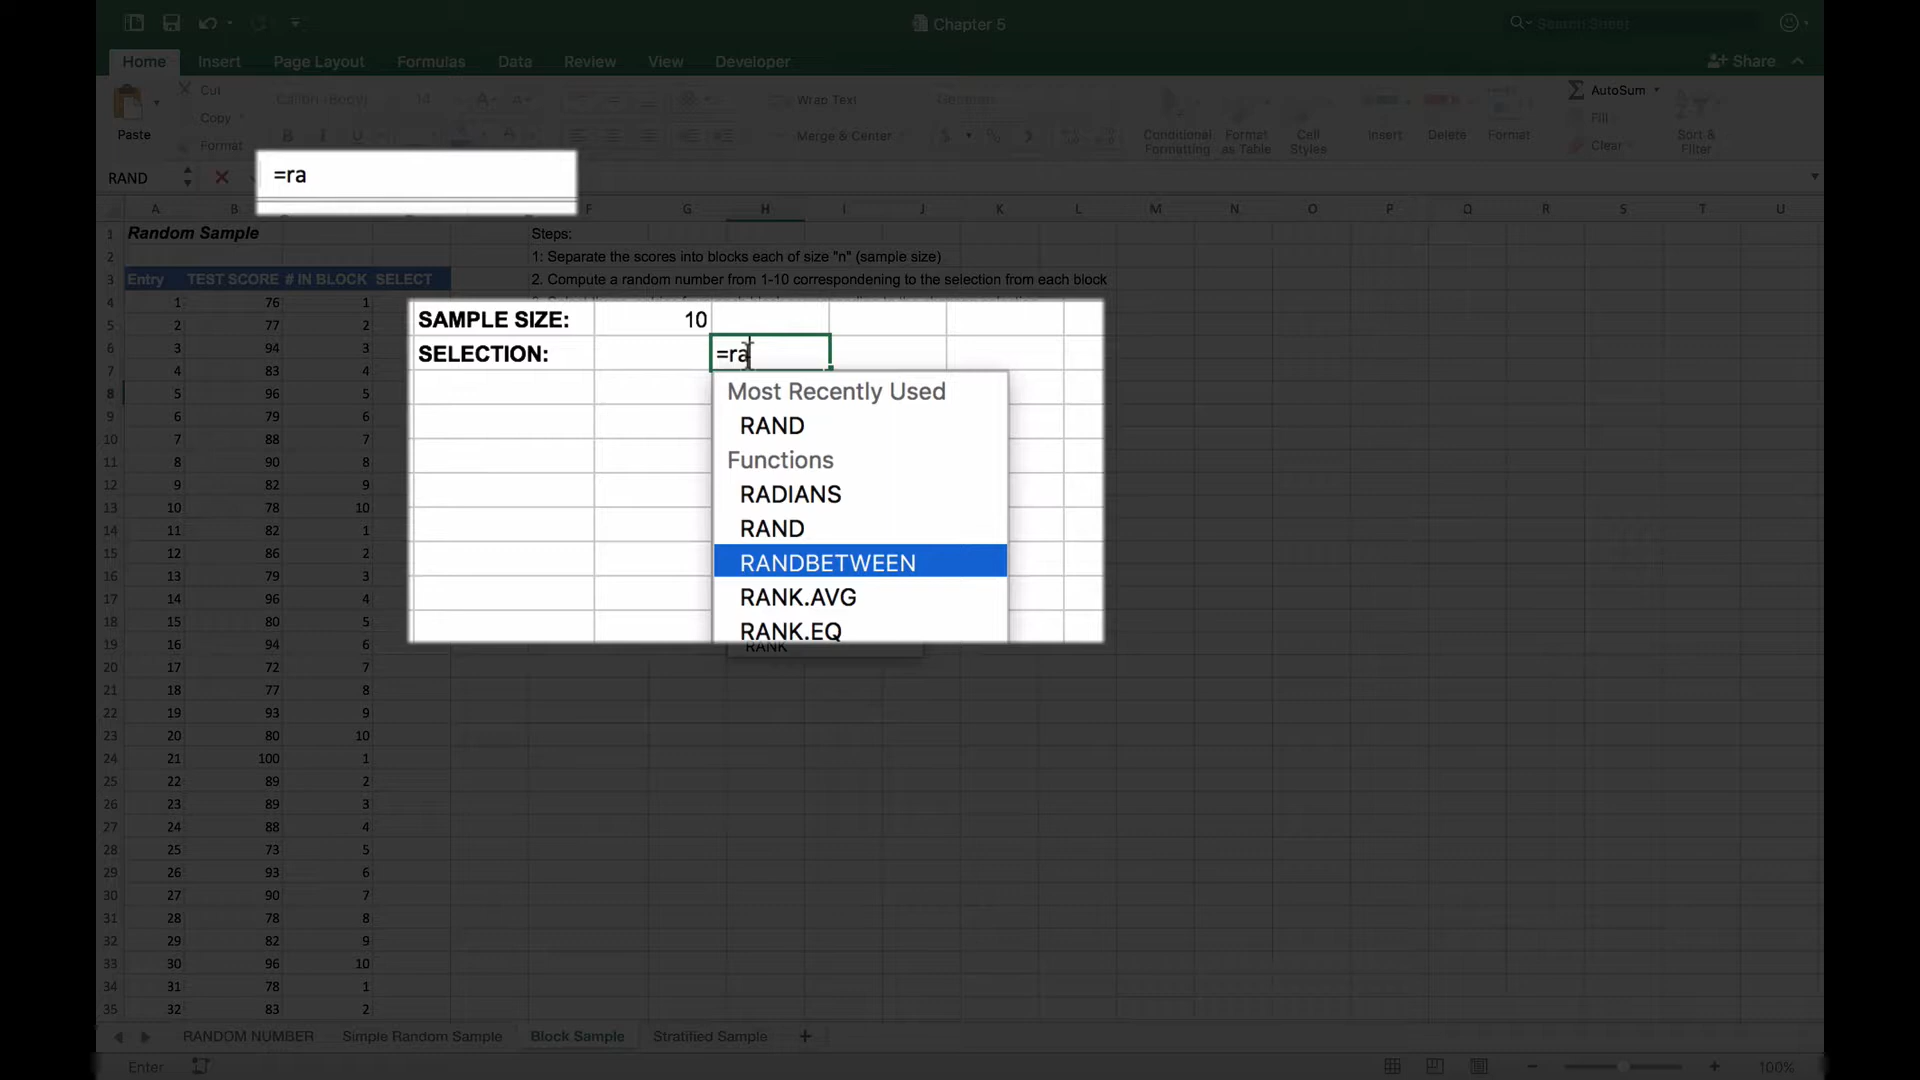 Chapter 5
Search Sheet
Home Insert Page Layout Formulas Data Review View Developer
Share
Paste
Cut
Copy
Format
Calibri (Body) 14
Wrap Text
Merge & Center
General
Conditional Formatting
Format as Table
Cell Styles
Insert
Delete
Format
AutoSum
Fill
Clear
Sort & Filter
RAND =ra
A B F G H I J K L M N O P Q R S T U
1 Random Sample Steps:
2 1: Separate the scores into blocks each of size "n" (sample size)
3 Entry TEST SCORE # IN BLOCK SELECT 2. Compute a random number from 1-10 correspondening to the selection from each block
4 1 76 1
5 2 77 2
6 3 94 3
7 4 83 4
8 5 96 5
9 6 79 6
10 7 88 7
11 8 90 8
12 9 82 9
13 10 78 10
14 11 82 1
15 12 86 2
16 13 79 3
17 14 96 4
18 15 80 5
19 16 94 6
20 17 72 7
21 18 77 8
22 19 93 9
23 20 80 10
24 21 100 1
25 22 89 2
26 23 89 3
27 24 88 4
28 25 73 5
29 26 93 6
30 27 90 7
31 28 78 8
32 29 82 9
33 30 96 10
34 31 78 1
35 32 83 2
SAMPLE SIZE: 10
SELECTION: =ra
Most Recently Used
RAND
Functions
RADIANS
RAND
RANDBETWEEN
RANK.AVG
RANK.EQ
RANK
RANDOM NUMBER Simple Random Sample Block Sample Stratified Sample +
Enter
100%